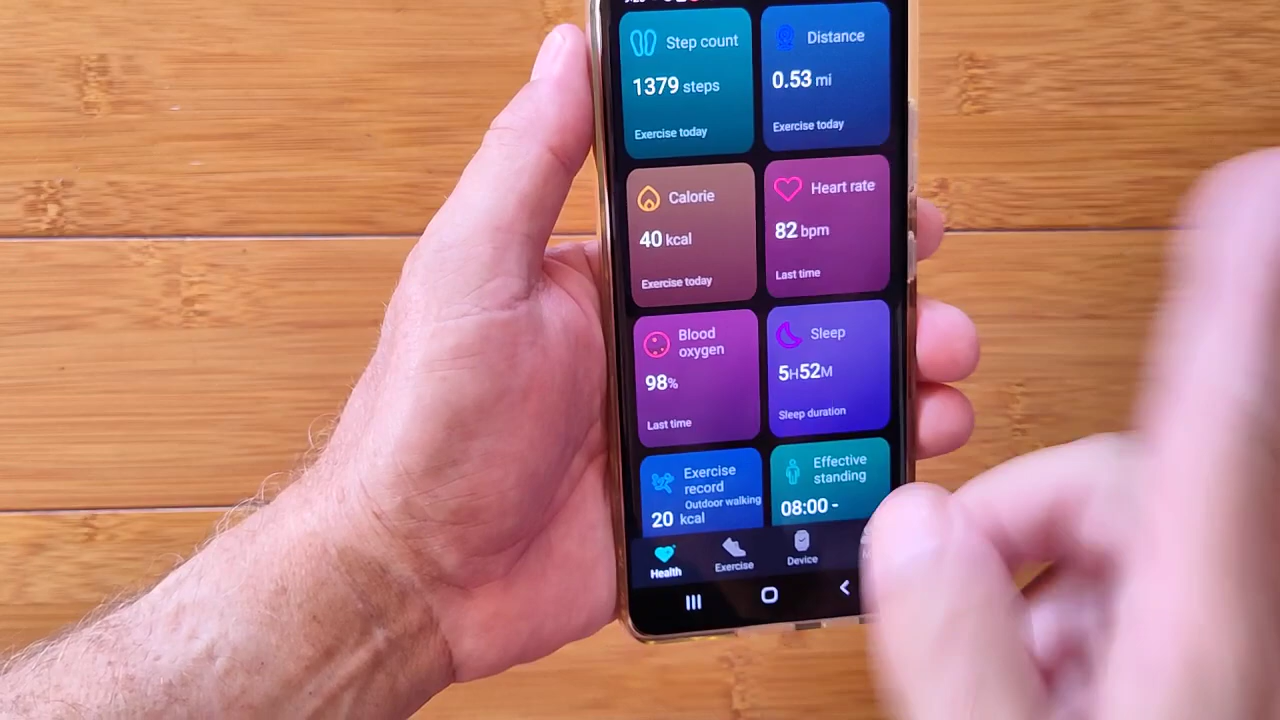 Step count
1379 steps
Exercise today
Distance
0.53 mi
Exercise today
Calorie
40 kcal
Exercise today
Heart rate
82 bpm
Last time
Blood
oxygen
98%
Last time
Sleep
5H52M
Sleep duration
Exercise
record
Outdoor walking
20 kcal
Effective
standing
08:00 -
Health
Exercise
Device